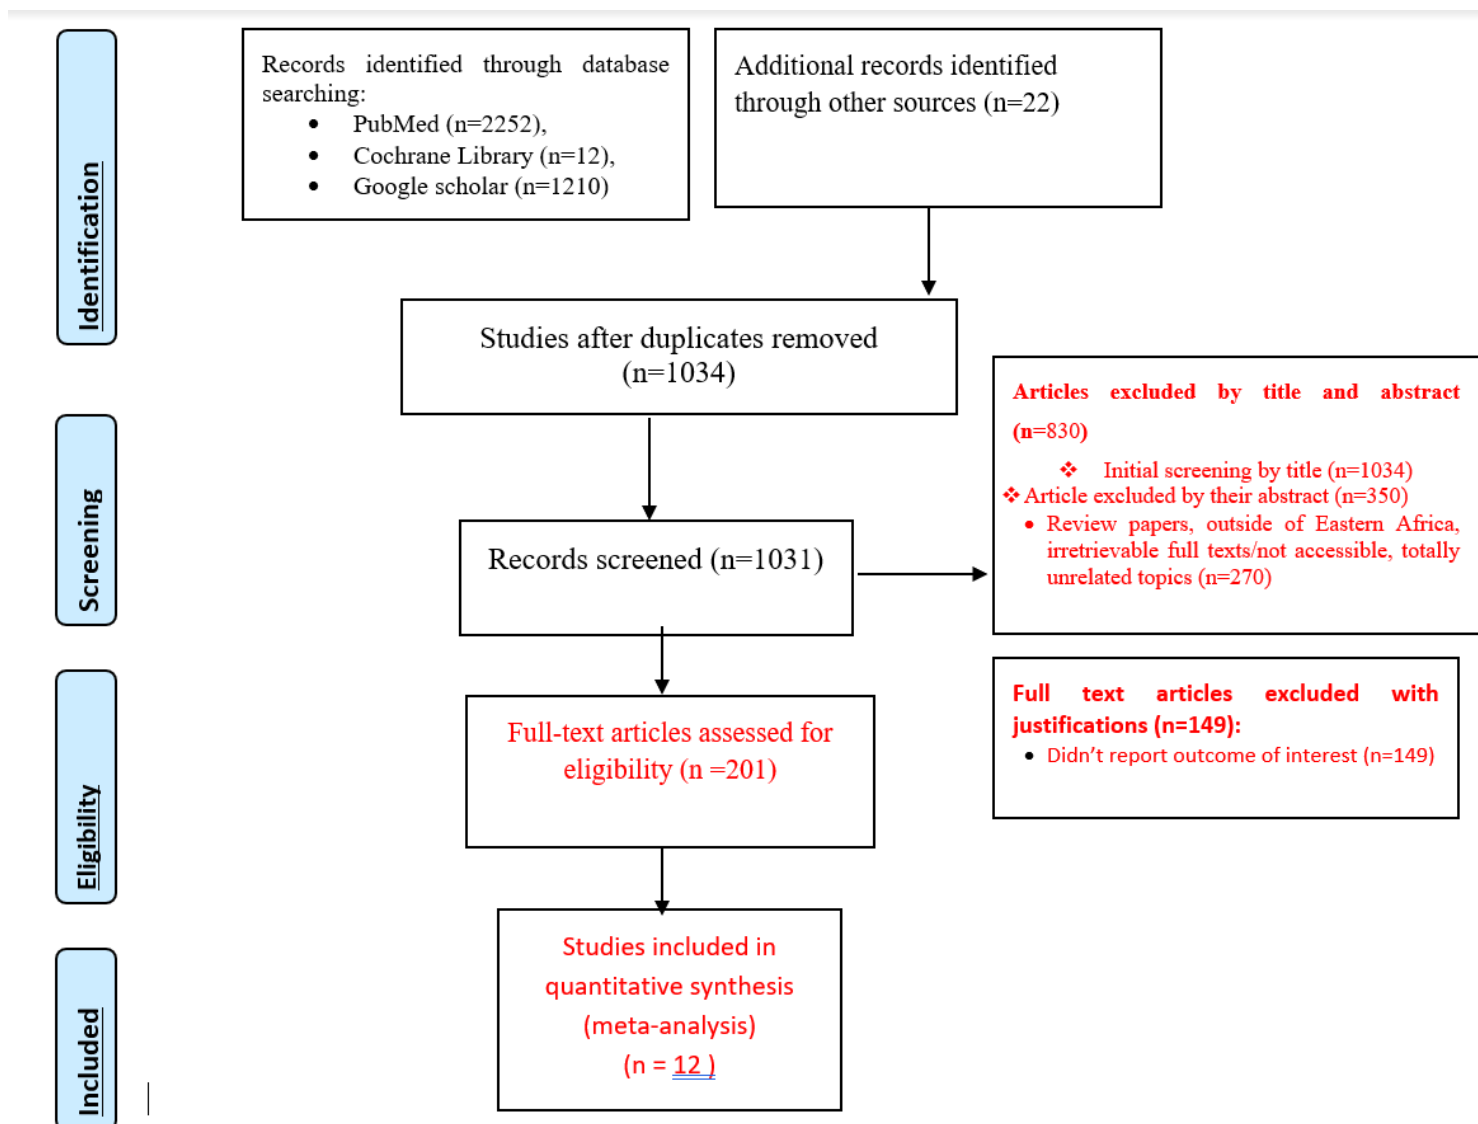 Identification
Records identified through database
searching:
• PubMed (n=2252),
• Cochrane Library (n=12),
• Google scholar (n=1210)
Additional records identified
through other sources (n=22)
Studies after duplicates removed
(n=1034)
Screening
Records screened (n=1031)
Articles excluded by title and abstract
(n=830)
❖ Initial screening by title (n=1034)
❖ Article excluded by their abstract (n=350)
• Review papers, outside of Eastern Africa,
irretrievable full texts/not accessible, totally
unrelated topics (n=270)
Eligibility
Full-text articles assessed for
eligibility (n =201)
Full text articles excluded with
justifications (n=149):
• Didn’t report outcome of interest (n=149)
Included
Studies included in
quantitative synthesis
(meta-analysis)
(n = 12 )